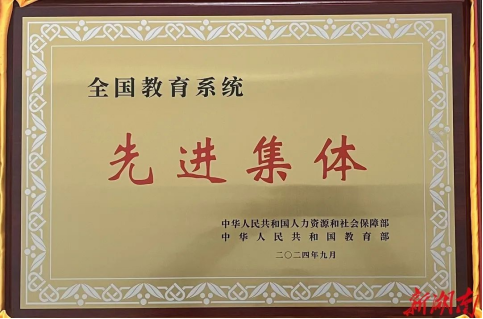 全国教育系统
先进集体
中华人民共和国人力资源和社会保障部
中华人民共和国教育部
二〇二四年九月
新湖南